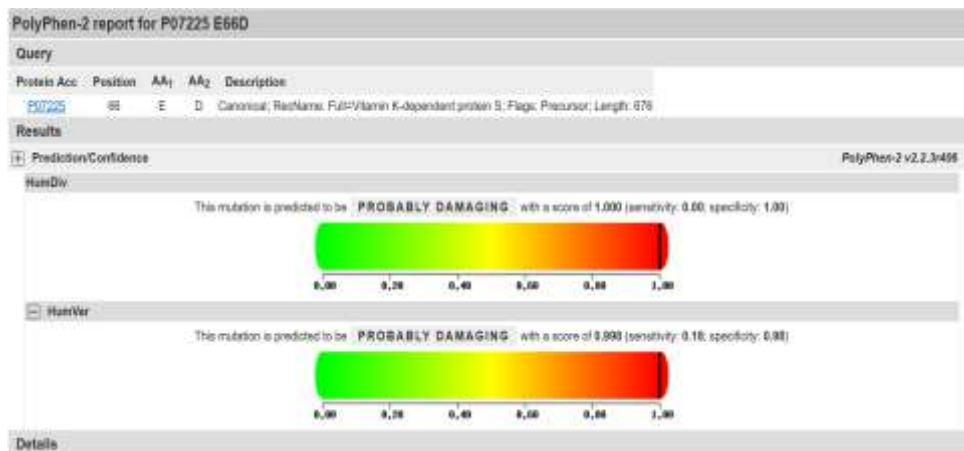 PolyPhen-2 report for P07225 E66D
Query
Protein Acc Position AA1 AA2 Description
P07225 66 E D Canonical; RecName: Full=Vitamin K-dependent protein S; Flags: Precursor; Length: 676
Results
+ Prediction/Confidence PolyPhen-2 v2.2.3r406
HumDiv
This mutation is predicted to be PROBABLY DAMAGING with a score of 1.000 (sensitivity: 0.00; specificity: 1.00)
0,00 0,20 0,40 0,60 0,80 1,00
− HumVar
This mutation is predicted to be PROBABLY DAMAGING with a score of 0.998 (sensitivity: 0.18; specificity: 0.98)
0,00 0,20 0,40 0,60 0,80 1,00
Details